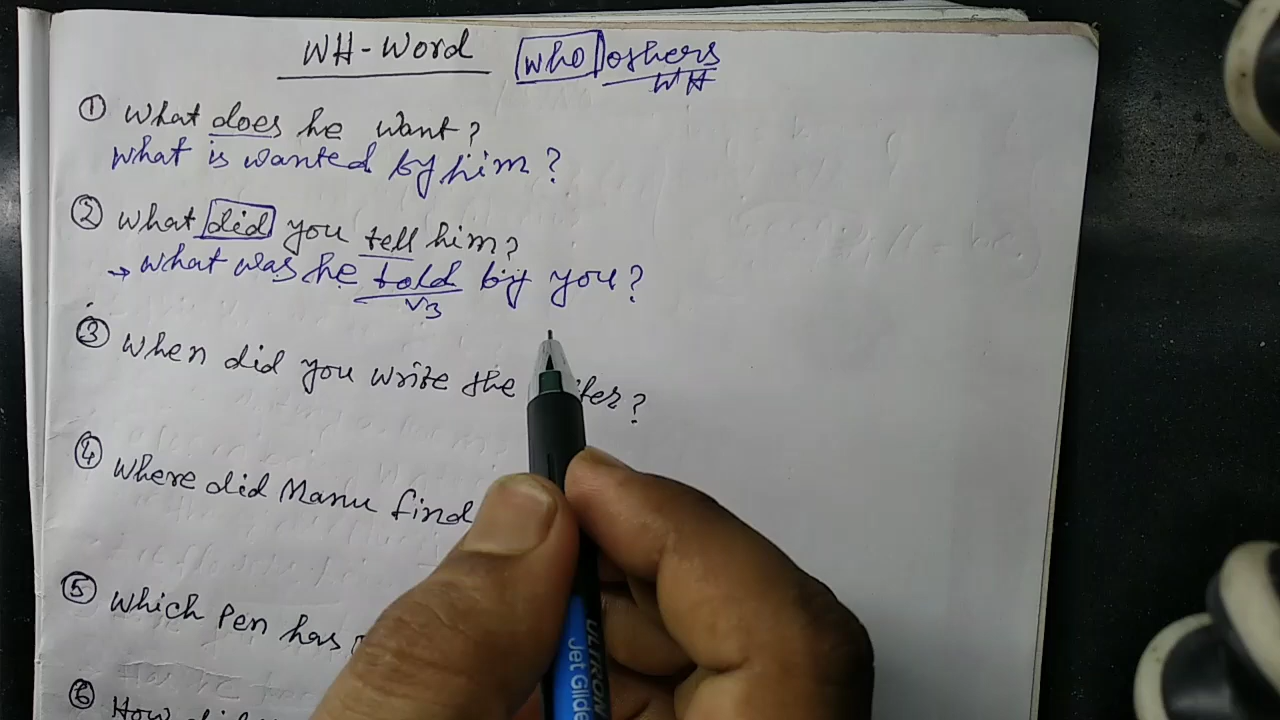 WH-Word who others
WH
① What does he want?
What is wanted by him?
② What did you tell him?
→ What was he told by you?
V3
③ When did you write the ?
④ Where did Manu find
⑤ Which Pen has
⑥ How
ULTRON
Jet Glide